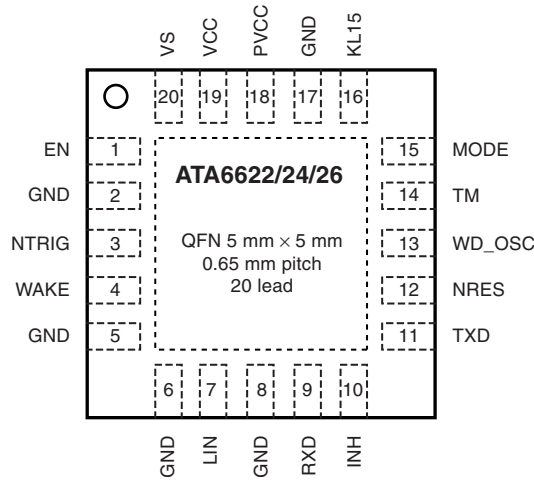 VS
VCC
PVCC
GND
KL15
20
19
18
17
16
EN
GND
NTRIG
WAKE
GND
1
2
3
4
5
ATA6622/24/26
QFN 5 mm × 5 mm
0.65 mm pitch
20 lead
15
14
13
12
11
MODE
TM
WD_OSC
NRES
TXD
6
7
8
9
10
GND
LIN
GND
RXD
INH